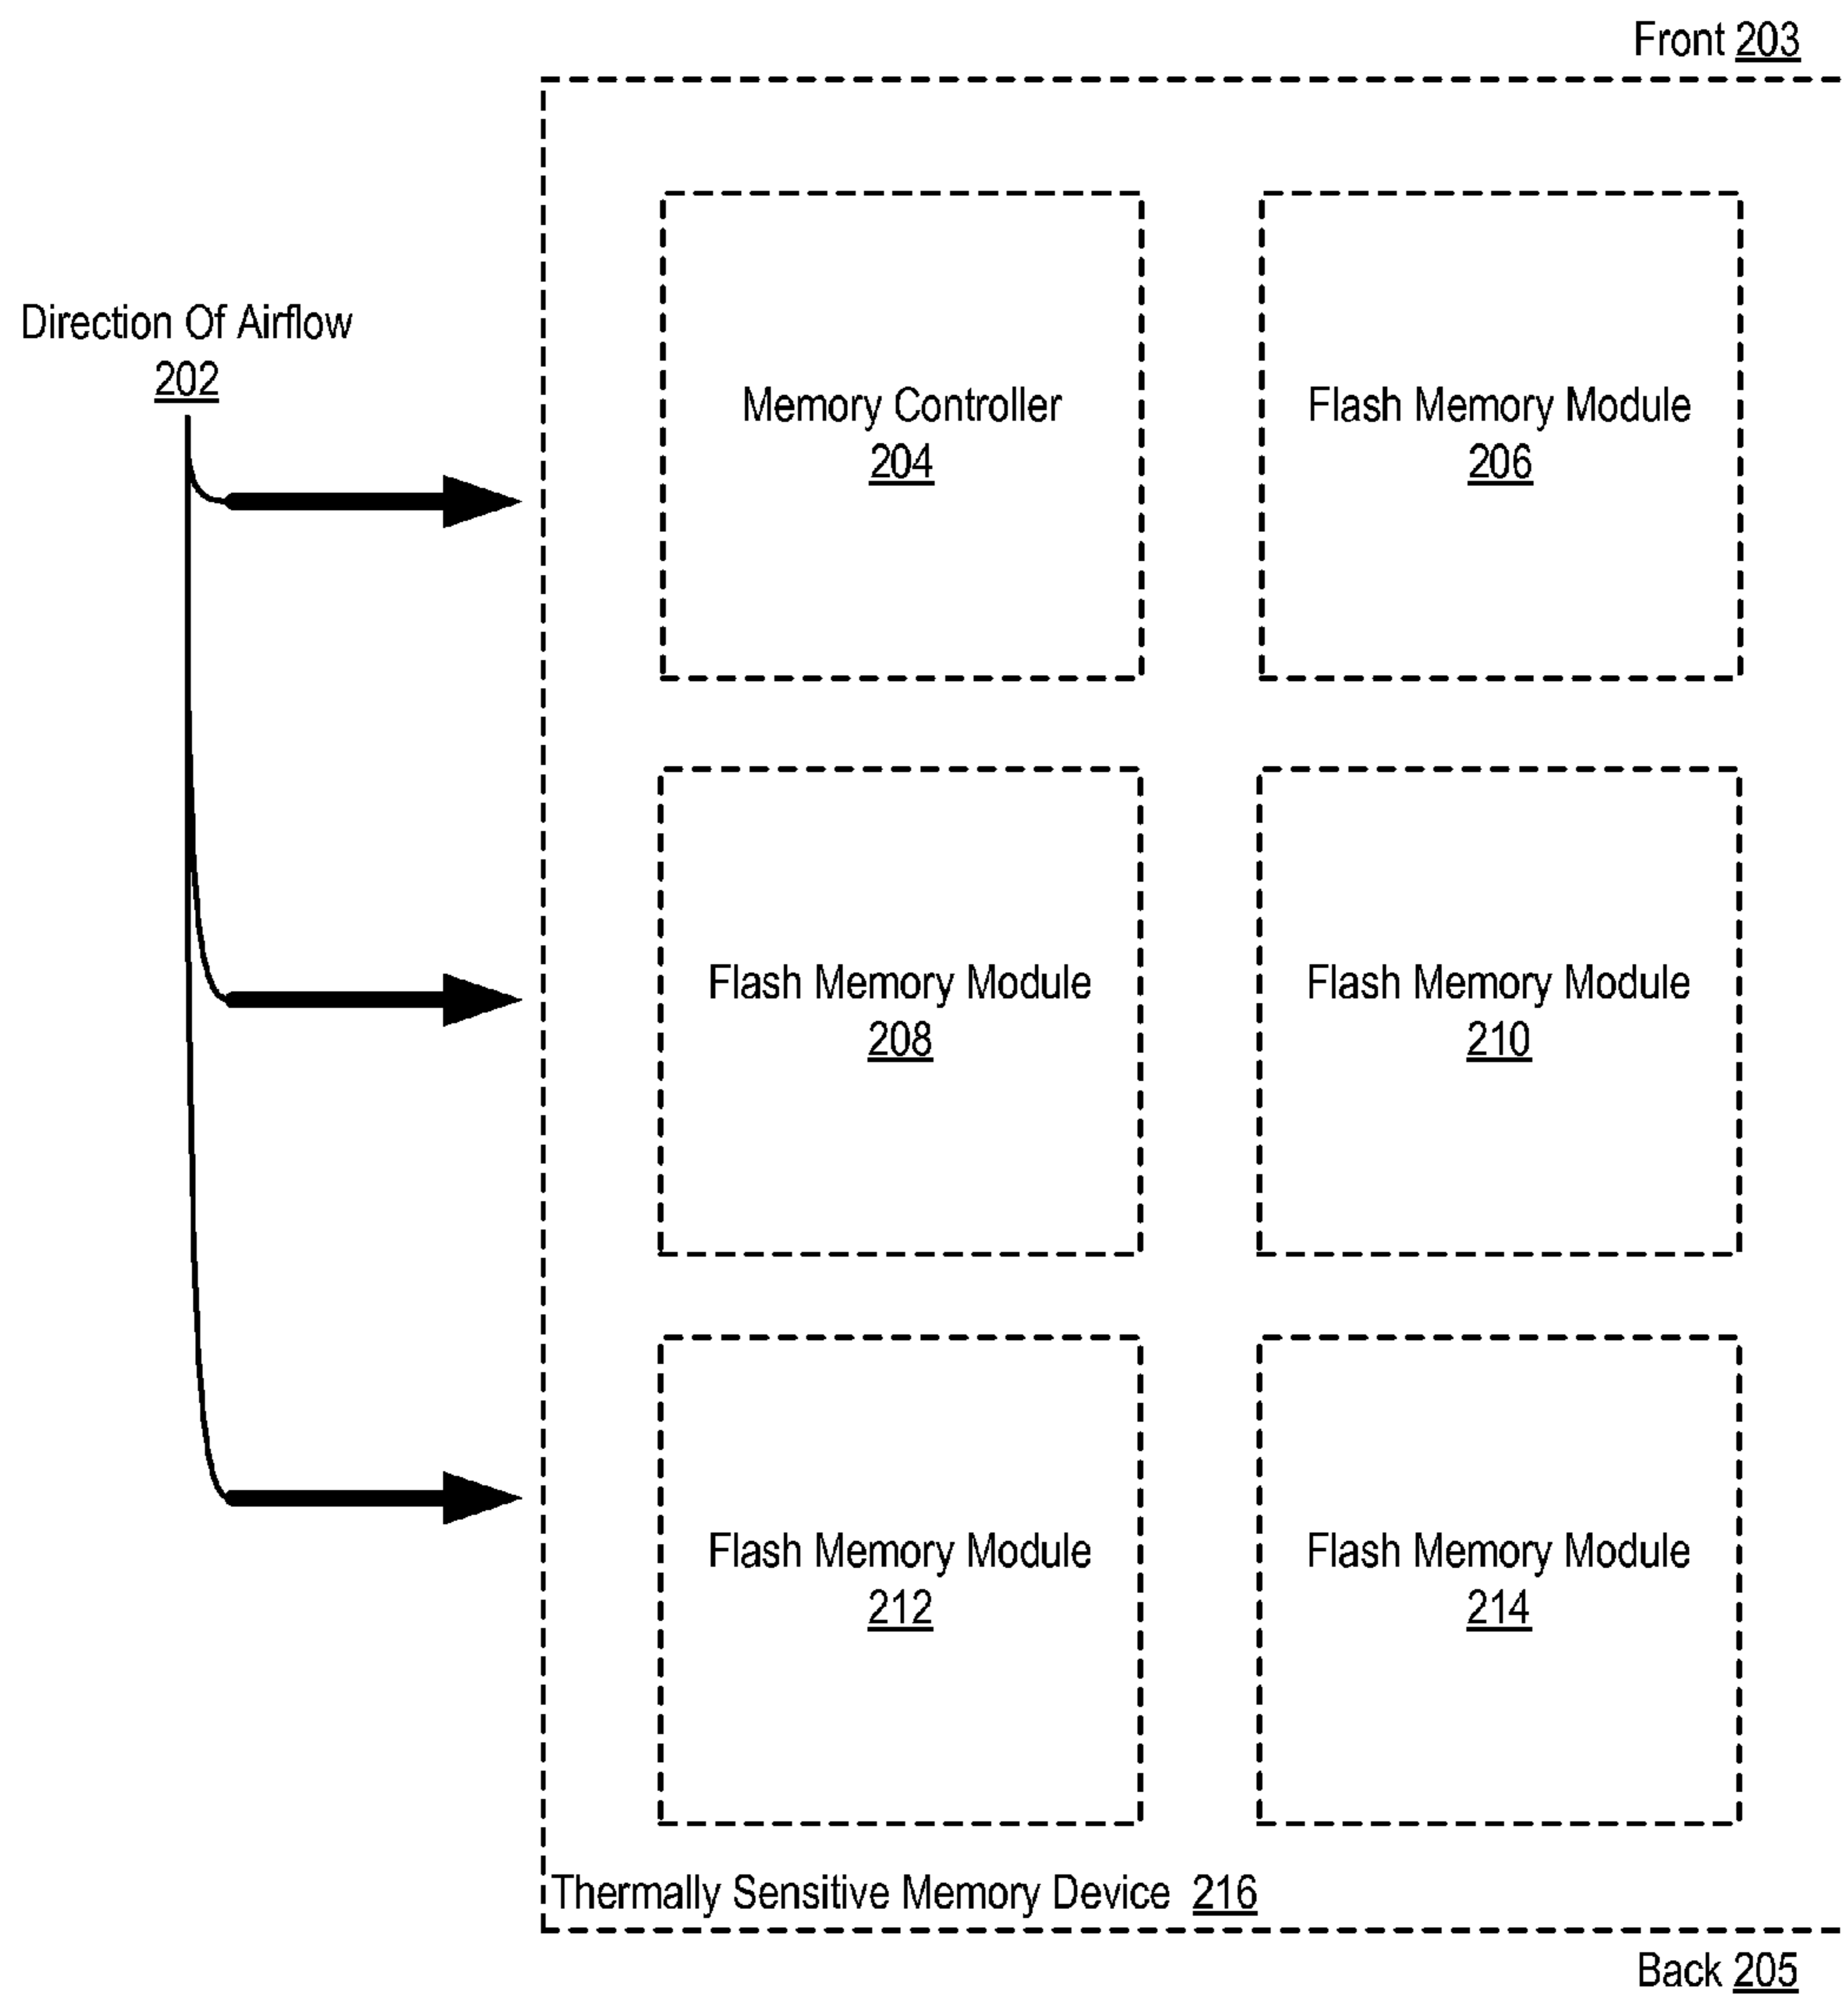 Front 203
Direction Of Airflow
202
Memory Controller
204
Flash Memory Module
206
Flash Memory Module
208
Flash Memory Module
210
Flash Memory Module
212
Flash Memory Module
214
Thermally Sensitive Memory Device 216
Back 205